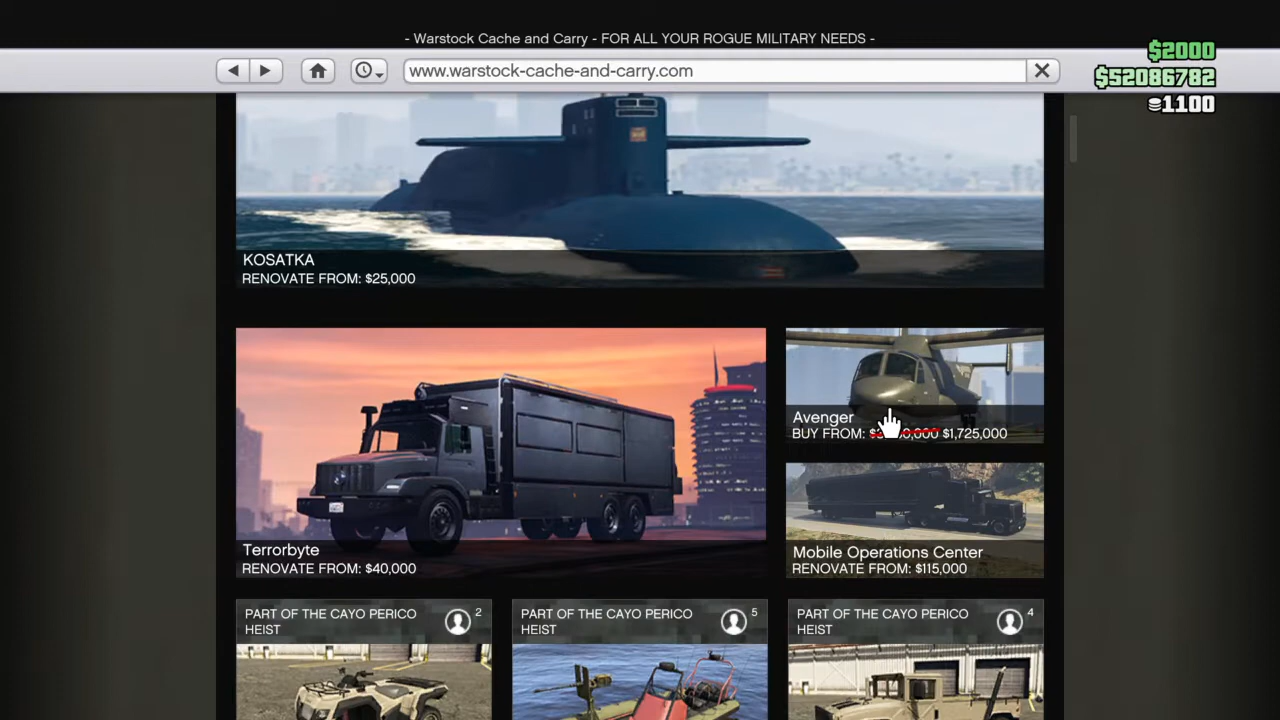 - Warstock Cache and Carry - FOR ALL YOUR ROGUE MILITARY NEEDS -
$2000
www.warstock-cache-and-carry.com
$52086782
1100
KOSATKA
RENOVATE FROM: $25,000
Avenger
BUY FROM: $1,725,000
Terrorbyte
RENOVATE FROM: $40,000
Mobile Operations Center
RENOVATE FROM: $115,000
PART OF THE CAYO PERICO HEIST
2
PART OF THE CAYO PERICO HEIST
5
PART OF THE CAYO PERICO HEIST
4